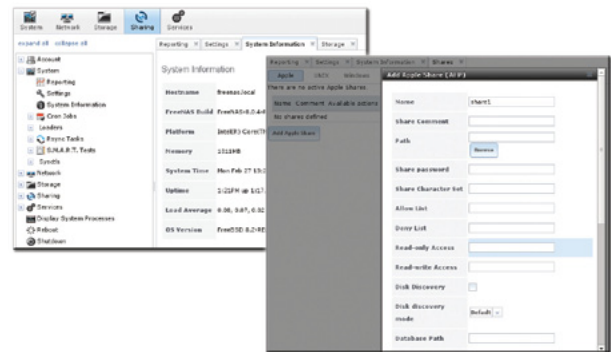 System Network Storage Sharing Services
expand all collapse all
Account
System
Reporting
Settings
System Information
Cron Jobs
Loaders
Rsync Tasks
S.M.A.R.T. Tests
Sysctls
Network
Storage
Sharing
Services
Display System Processes
Reboot
Shutdown
Reporting Settings System Information Storage
System Information
Hostname freenas.local
FreeNAS Build
Platform
Memory
System Time Mon Feb 27
Uptime
Load Average
OS Version
Reporting Settings System Information Shares
Apple UNIX Windows
There are no active Apple Shares
Name Comment Available actions
No shares defined
Add Apple Share
Add Apple Share (AFP)
Name share1
Share Comment
Path
Browse
Share password
Share Character Set
Allow List
Deny List
Read-only Access
Read-write Access
Disk Discovery
Disk discovery mode Default
Database Path